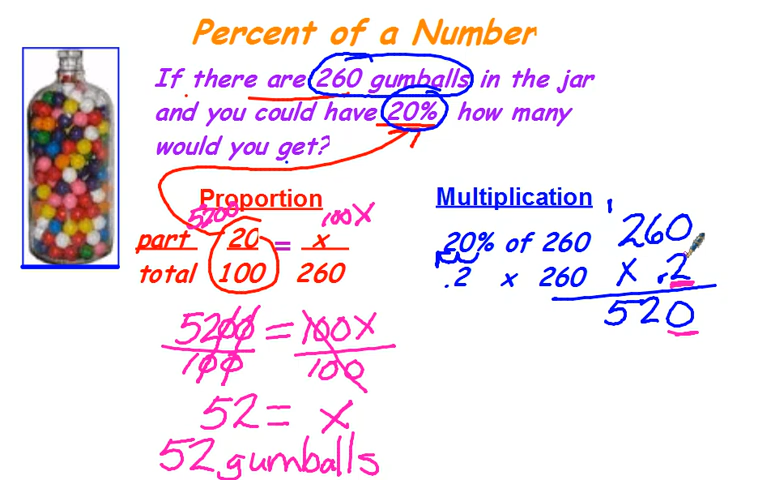 Percent of a Number
If there are 260 gumballs in the jar
and you could have 20% how many
would you get?
Proportion
5200 100X
part 20 = x
total 100 260
5200 = 100X
100 100
52 = X
52 gumballs
Multiplication
20% of 260
.2 x 260
1
260
X .2
520